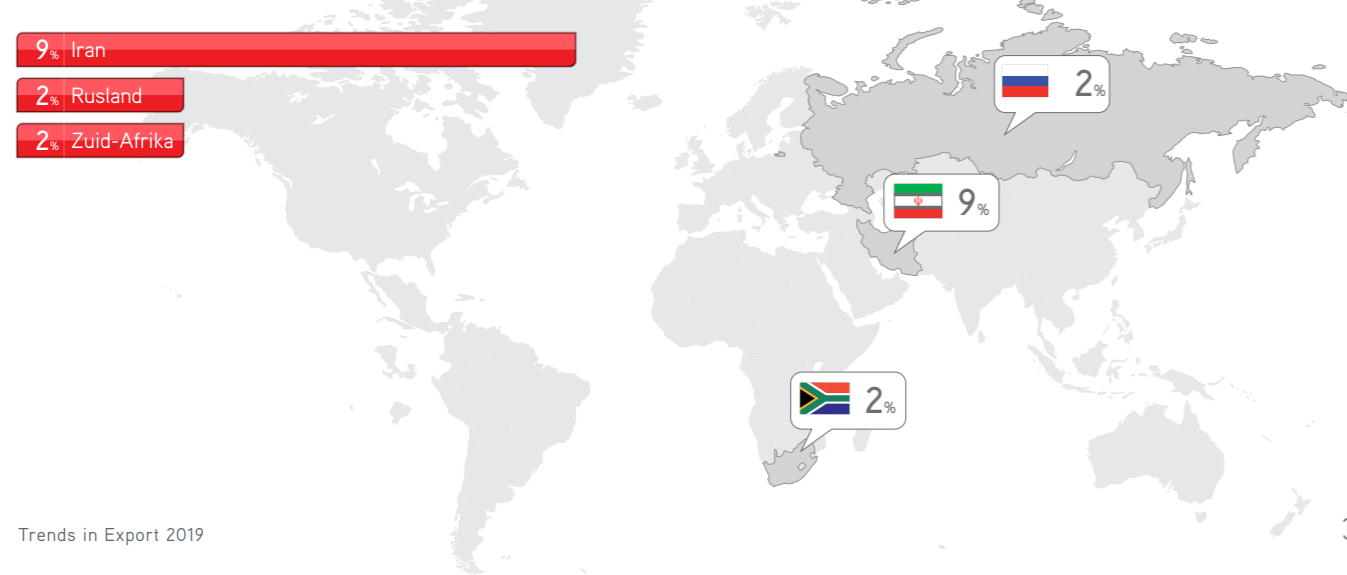 9% Iran
2% Rusland
2% Zuid-Afrika
2%
9%
2%
Trends in Export 2019